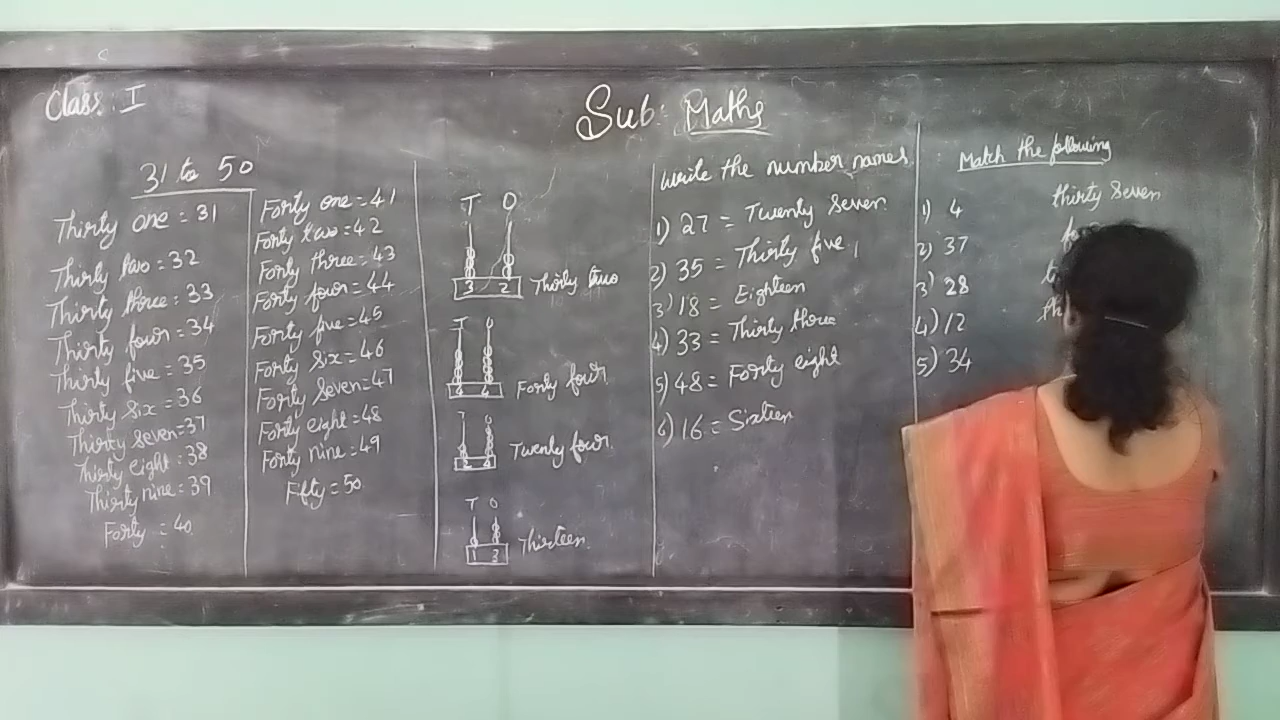 Class: I
Sub: Maths
31 to 50
Thirty one = 31
Thirty two = 32
Thirty three = 33
Thirty four = 34
Thirty five = 35
Thirty six = 36
Thirty seven = 37
Thirty eight = 38
Thirty nine = 39
Forty = 40
Forty one = 41
Forty two = 42
Forty three = 43
Forty four = 44
Forty five = 45
Forty six = 46
Forty seven = 47
Forty eight = 48
Forty nine = 49
Fifty = 50
T O
3 2 Thirty two
T O
4 4 Forty four
T O
2 4 Twenty four
T O
1 3 Thirteen
Write the number names
1) 27 = Twenty seven
2) 35 = Thirty five
3) 18 = Eighteen
4) 33 = Thirty three
5) 48 = Forty eight
6) 16 = Sixteen
Match the following
1) 4 thirty seven
2) 37
3) 28
4) 12
5) 34